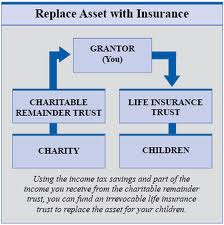 Replace Asset with Insurance
GRANTOR
(You)
CHARITABLE
REMAINDER TRUST
LIFE INSURANCE
TRUST
CHARITY
CHILDREN
Using the income tax savings and part of the
income you receive from the charitable remainder
trust, you can fund an irrevocable life insurance
trust to replace the asset for your children.